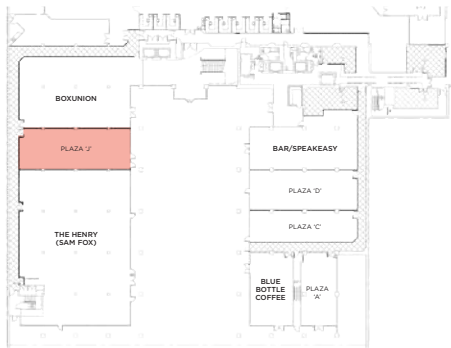 BOXUNION
PLAZA 'J'
BAR/SPEAKEASY
PLAZA 'D'
PLAZA 'C'
THE HENRY
(SAM FOX)
BLUE
BOTTLE
COFFEE
PLAZA
'A'